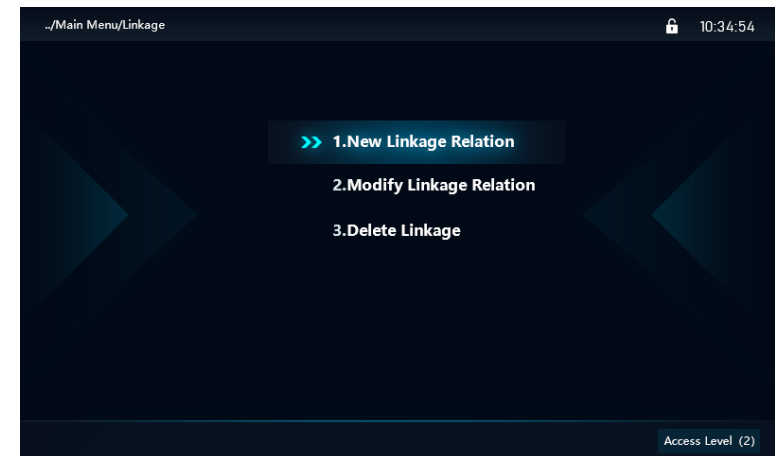 ../Main Menu/Linkage
10:34:54
1.New Linkage Relation
2.Modify Linkage Relation
3.Delete Linkage
Access Level (2)